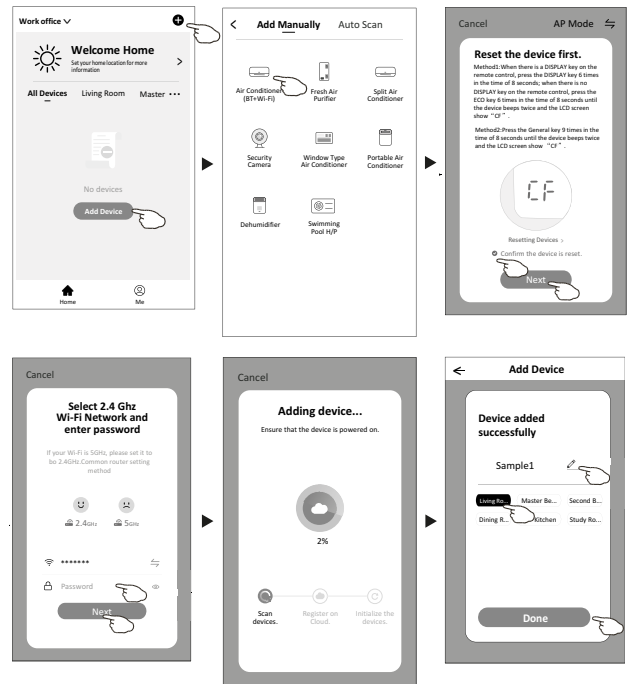 Work office
Welcome Home
Set your home location for more
information
All Devices Living Room Master
No devices
Add Device
Home Me
Add Manually Auto Scan
Air Conditioner
(BT+Wi-Fi)
Fresh Air
Purifier
Split Air
Conditioner
Security
Camera
Window Type
Air Conditioner
Portable Air
Conditioner
Dehumidifier
Swimming
Pool H/P
Cancel AP Mode
Reset the device first.
Method1:When there is a DISPLAY key on the
remote control, press the DISPLAY key 6 times
in the time of 8 seconds; when there is no
DISPLAY key on the remote control, press the
ECO key 6 times in the time of 8 seconds until
the device beeps twice and the LCD screen
show “CF”.
Method2:Press the General key 9 times in the
time of 8 seconds until the device beeps twice
and the LCD screen show “CF”.
CF
Resetting Devices >
Confirm the device is reset.
Next
Cancel
Select 2.4 Ghz
Wi-Fi Network and
enter password
If your Wi-Fi is 5GHz, please set it to
bo 2.4GHz.Common router setting
method
2.4GHz 5GHz
*******
Password
Next
Cancel
Adding device...
Ensure that the device is powered on.
2%
Scan
devices.
Register on
Cloud.
Initialize the
devices.
Add Device
Device added
successfully
Sample1
Living Ro... Master Be... Second B...
Dining R... Kitchen Study Ro...
Done